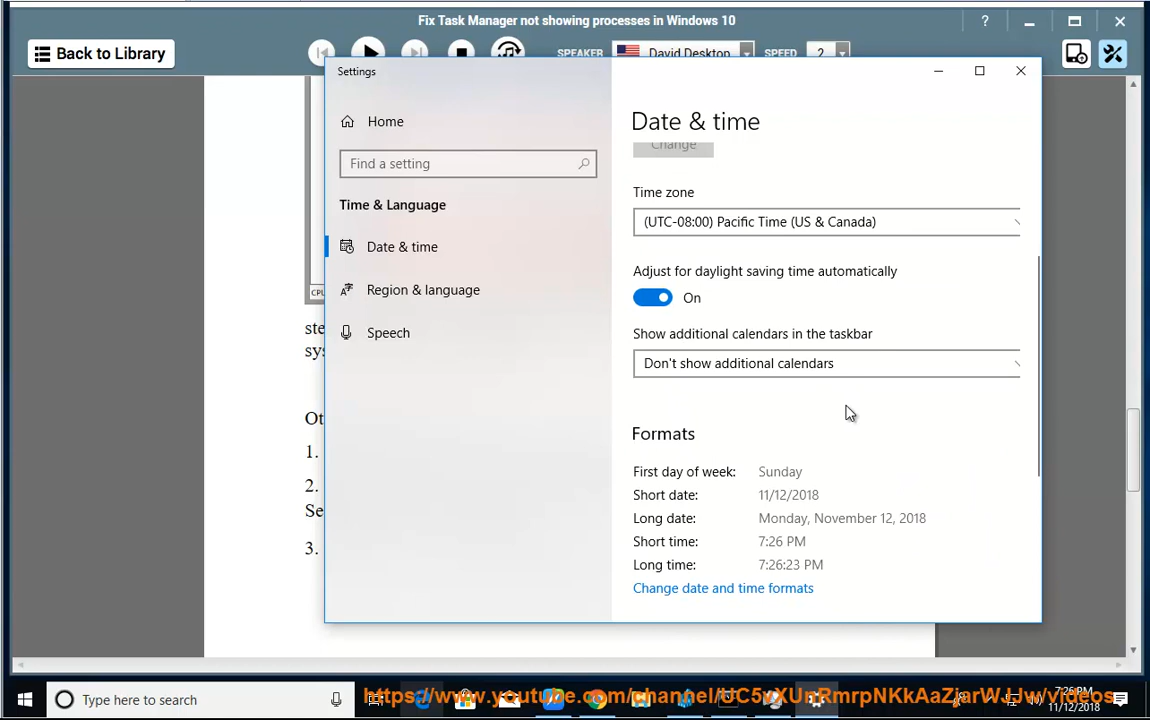 Fix Task Manager not showing processes in Windows 10
?
Back to Library
SPEAKER
David Desktop
SPEED
2
Settings
Home
Find a setting
Time & Language
Date & time
Region & language
Speech
Date & time
Change
Time zone
(UTC-08:00) Pacific Time (US & Canada)
Adjust for daylight saving time automatically
On
Show additional calendars in the taskbar
Don't show additional calendars
Formats
First day of week: Sunday
Short date: 11/12/2018
Long date: Monday, November 12, 2018
Short time: 7:26 PM
Long time: 7:26:23 PM
Change date and time formats
CPU
ste
sys
Ot
1.
2.
Se
3.
Type here to search
7:26 PM
11/12/2018